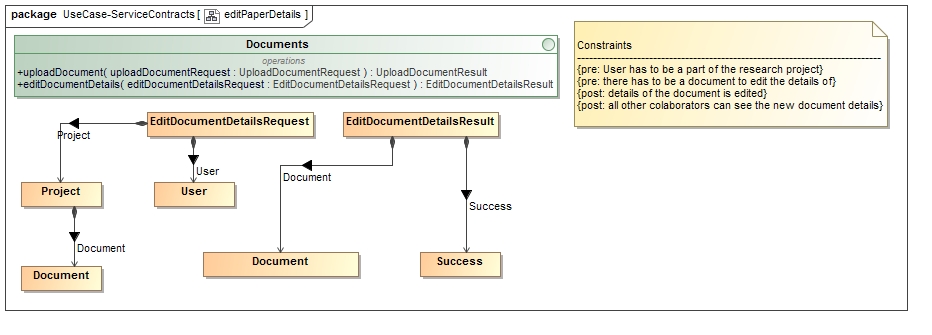 package UseCase-ServiceContracts [ editPaperDetails ]
Documents
operations
+uploadDocument( uploadDocumentRequest : UploadDocumentRequest ) : UploadDocumentResult
+editDocumentDetails( editDocumentDetailsRequest : EditDocumentDetailsRequest ) : EditDocumentDetailsResult
Constraints
{pre: User has to be a part of the research project}
{pre: there has to be a document to edit the details of}
{post: details of the document is edited}
{post: all other colaborators can see the new document details}
EditDocumentDetailsRequest
EditDocumentDetailsResult
Project
User
Document
Success
Project
User
Document
Document
Document
Success